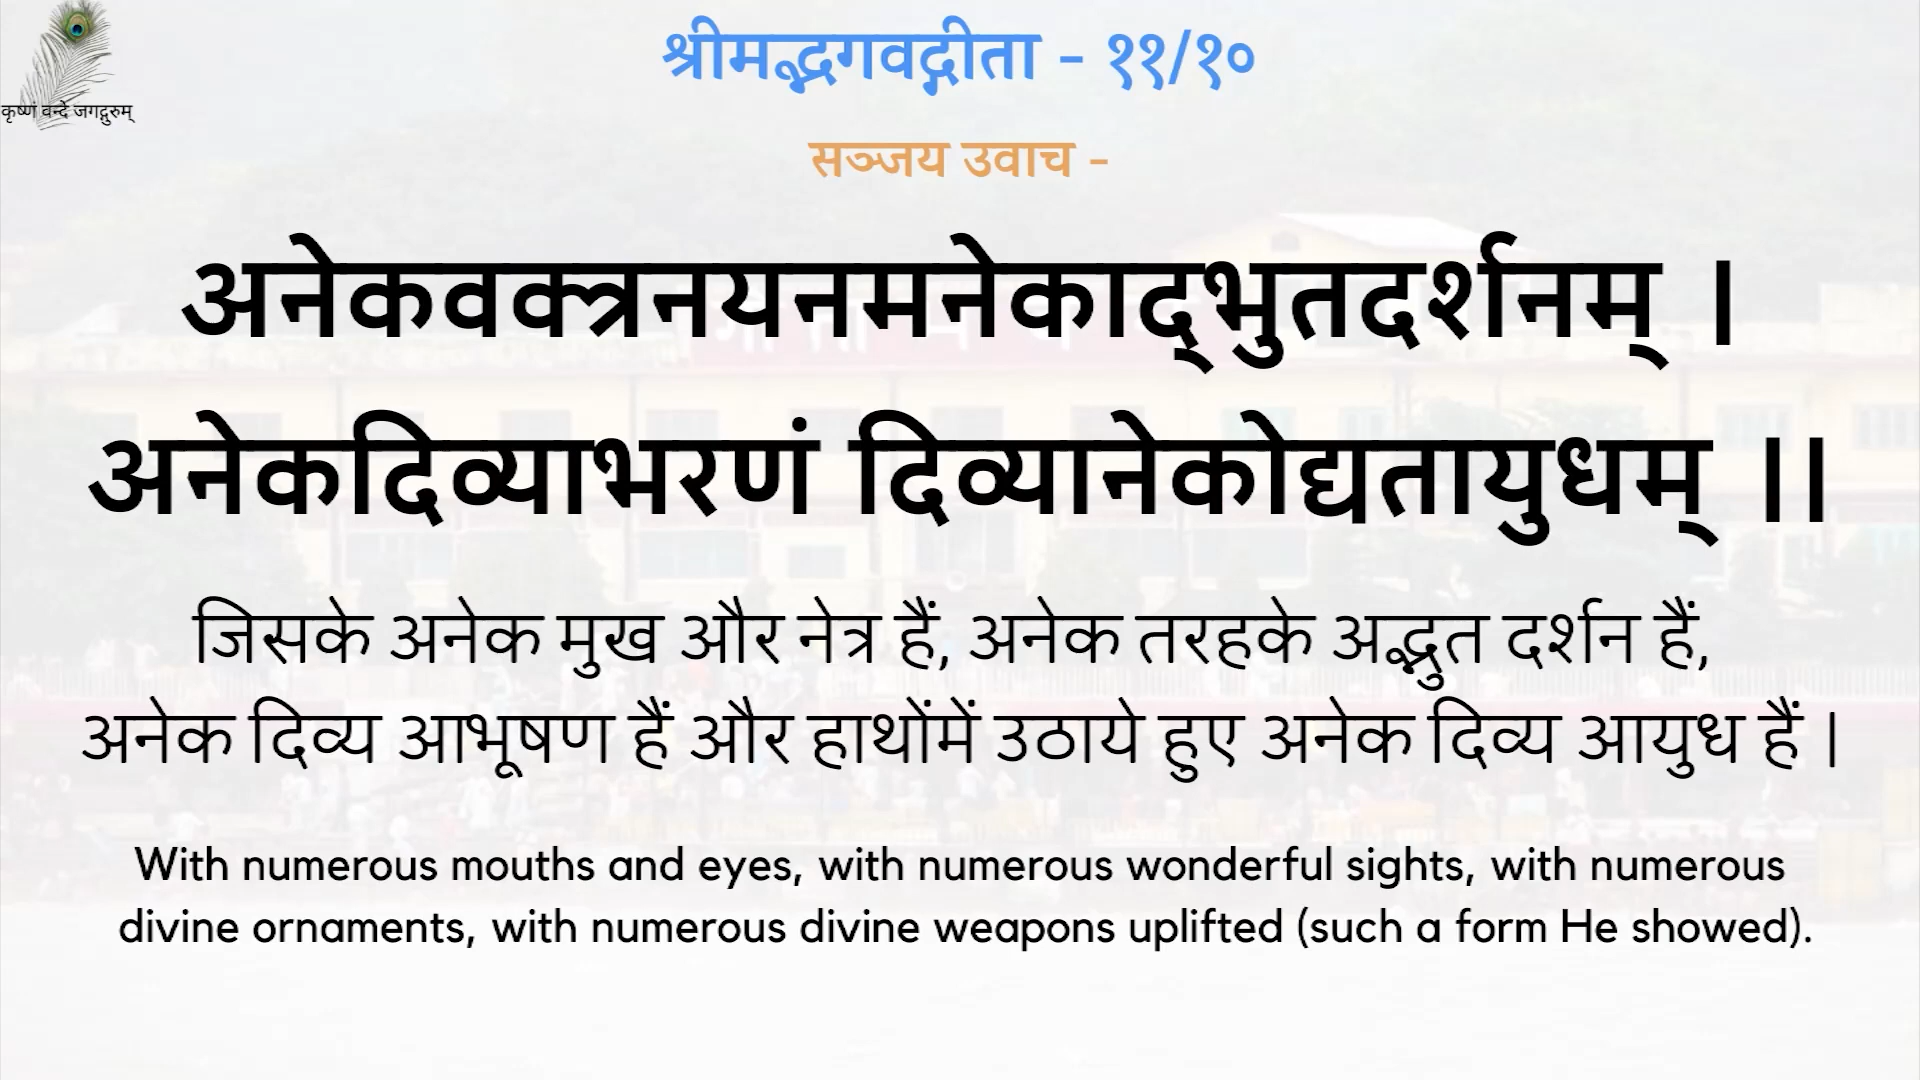 श्रीमद्भगवद्गीता - ११/१०
कृष्णं वन्दे जगद्गुरुम्
सञ्जय उवाच -
अनेकवक्त्रनयनमनेकाद्‌भुतदर्शनम् ।
अनेकदिव्याभरणं दिव्यानेकोद्यतायुधम् ।।
जिसके अनेक मुख और नेत्र हैं, अनेक तरहके अद्भुत दर्शन हैं,
अनेक दिव्य आभूषण हैं और हाथोंमें उठाये हुए अनेक दिव्य आयुध हैं |
With numerous mouths and eyes, with numerous wonderful sights, with numerous
divine ornaments, with numerous divine weapons uplifted (such a form He showed).